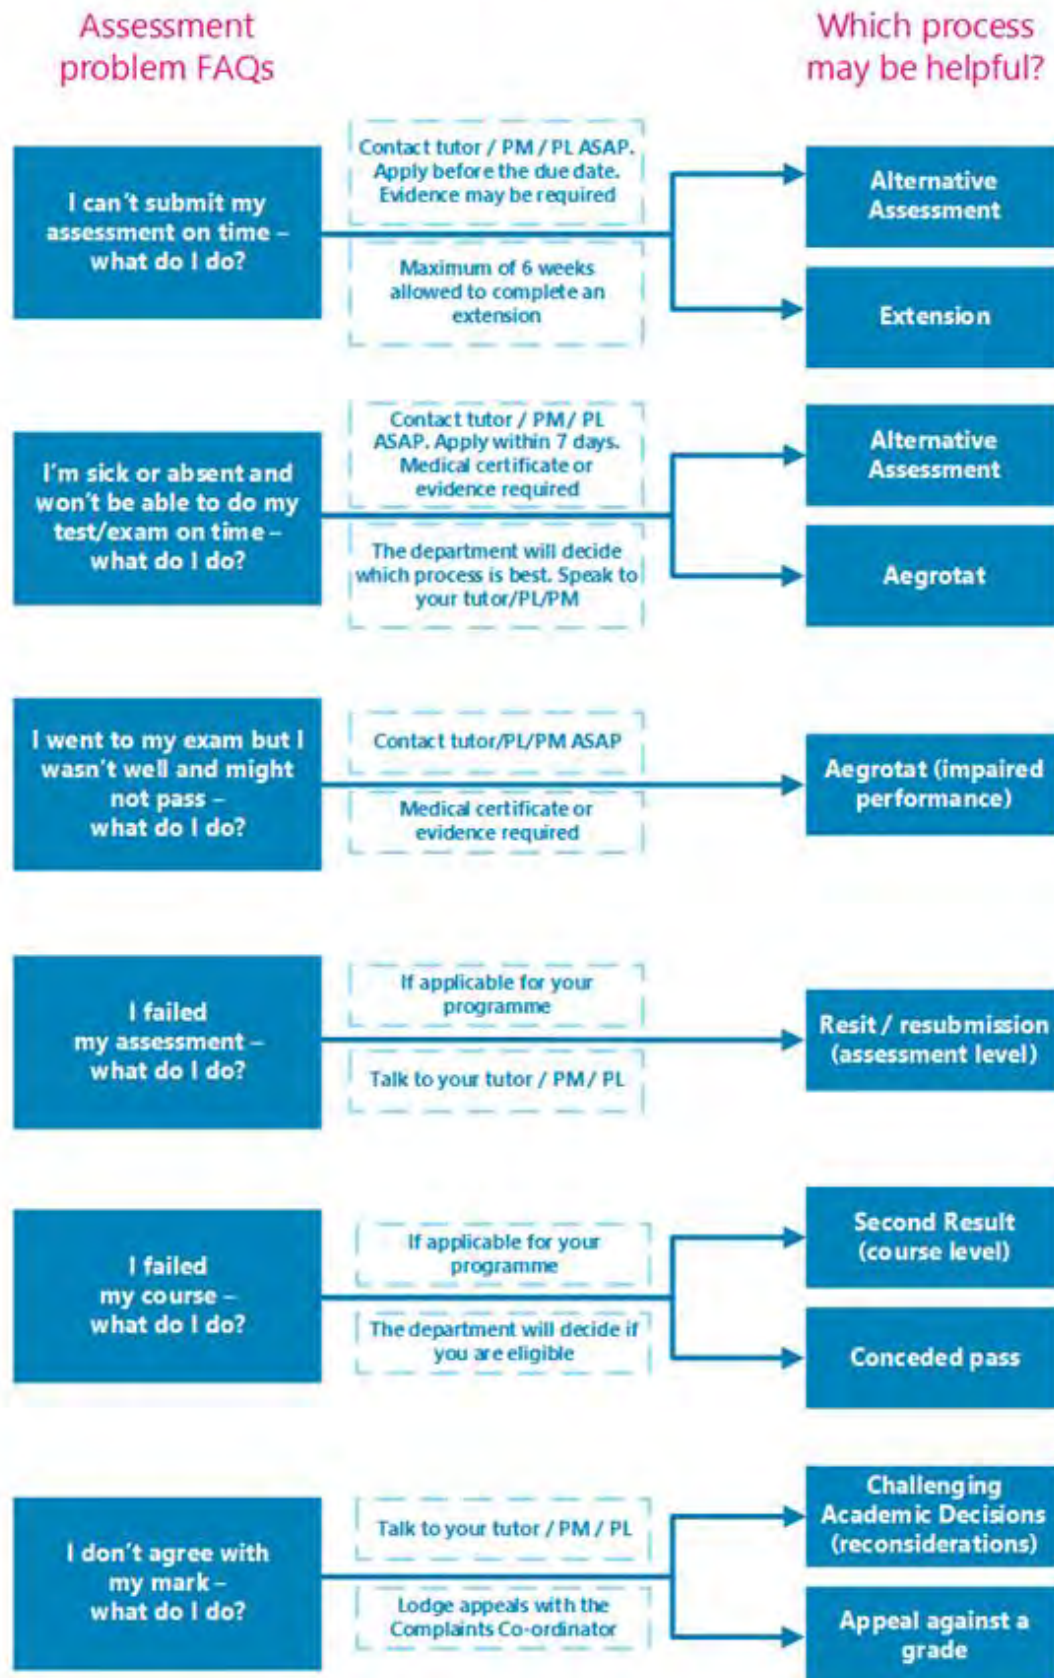 Assessment
problem FAQs
Which process
may be helpful?
I can't submit my
assessment on time –
what do I do?
Contact tutor / PM / PL ASAP.
Apply before the due date.
Evidence may be required
Maximum of 6 weeks
allowed to complete an
extension
Alternative
Assessment
Extension
I'm sick or absent and
won't be able to do my
test/exam on time –
what do I do?
Contact tutor / PM / PL
ASAP. Apply within 7 days.
Medical certificate or
evidence required
The department will decide
which process is best. Speak to
your tutor/PL/PM
Alternative
Assessment
Aegrotat
I went to my exam but I
wasn't well and might
not pass –
what do I do?
Contact tutor/PL/PM ASAP
Medical certificate or
evidence required
Aegrotat (impaired
performance)
I failed
my assessment –
what do I do?
If applicable for your
programme
Talk to your tutor / PM / PL
Resit / resubmission
(assessment level)
I failed
my course –
what do I do?
If applicable for your
programme
The department will decide if
you are eligible
Second Result
(course level)
Conceded pass
I don't agree with
my mark –
what do I do?
Talk to your tutor / PM / PL
Lodge appeals with the
Complaints Co-ordinator
Challenging
Academic Decisions
(reconsiderations)
Appeal against a
grade